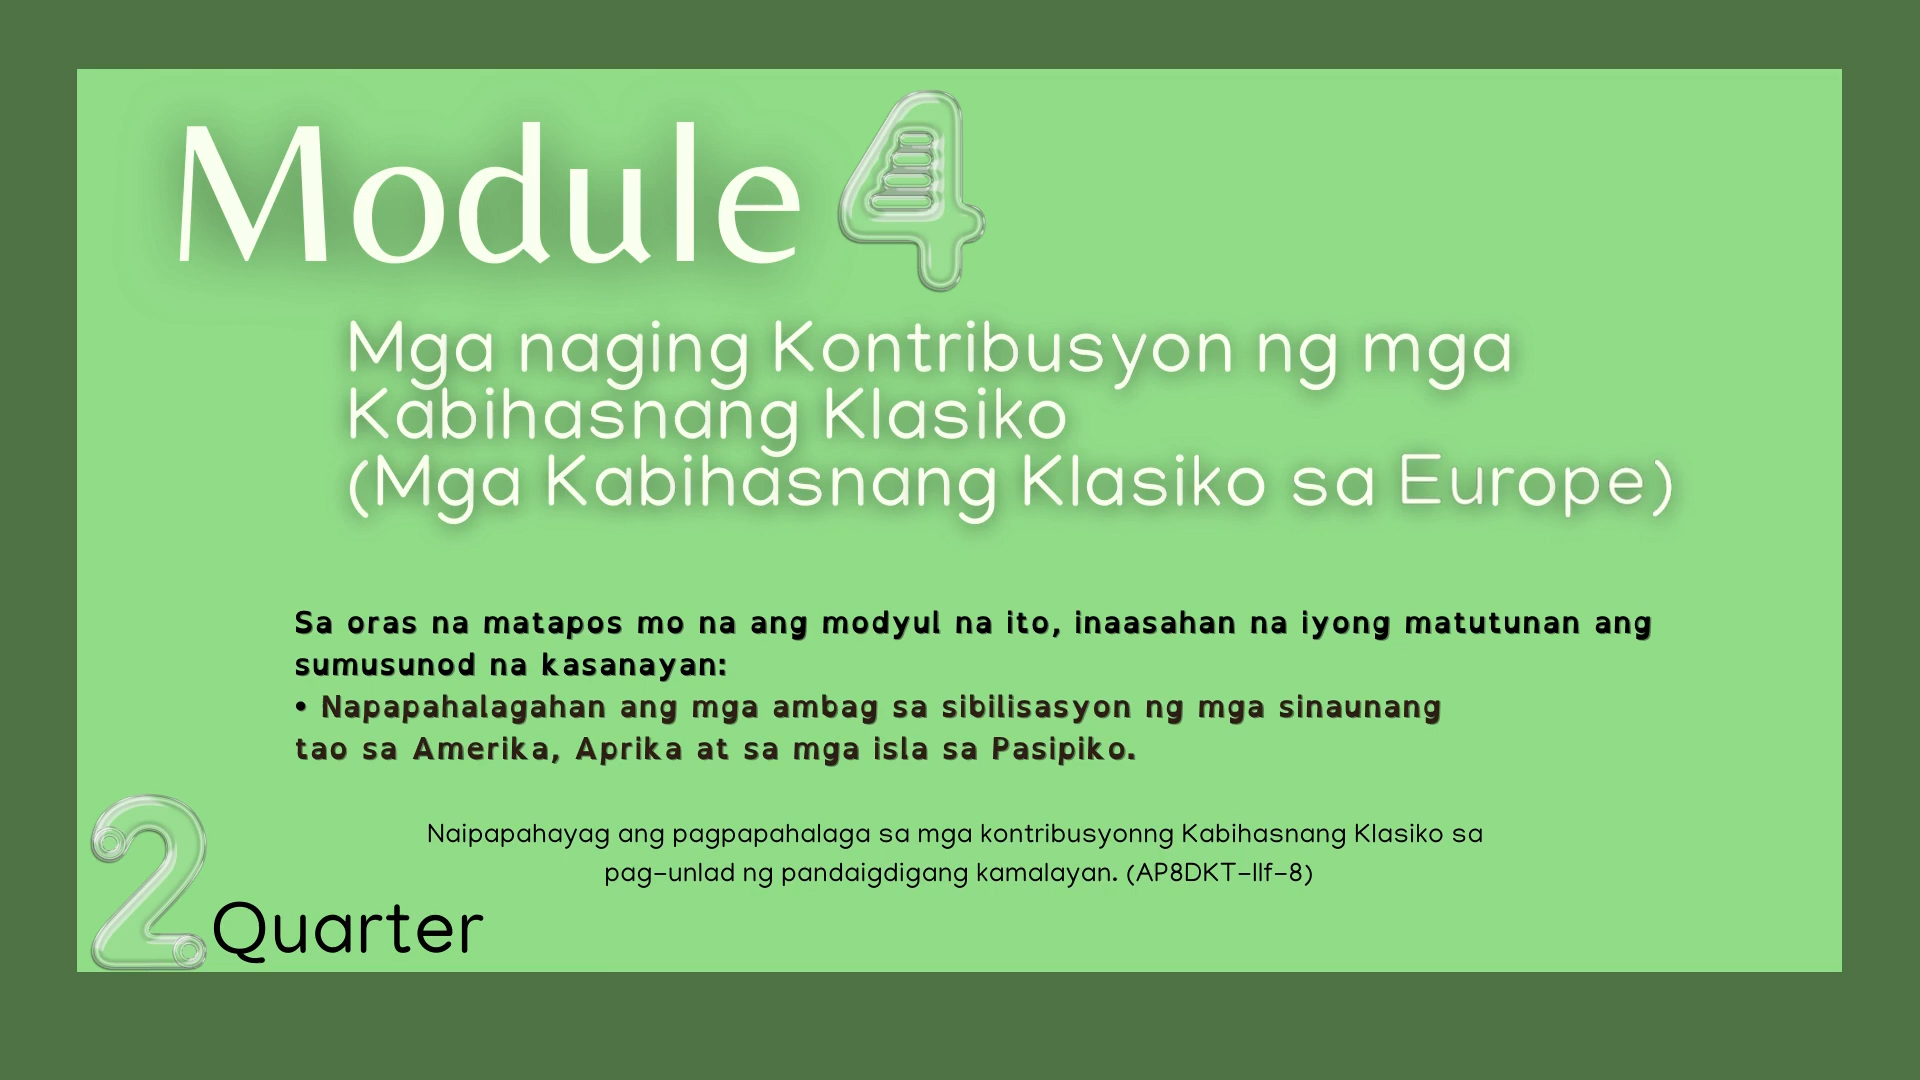 Module 4
Mga naging Kontribusyon ng mga
Kabihasnang Klasiko
(Mga Kabihasnang Klasiko sa Europe)
Sa oras na matapos mo na ang modyul na ito, inaasahan na iyong matutunan ang
sumusunod na kasanayan:
• Napapahalagahan ang mga ambag sa sibilisasyon ng mga sinaunang
tao sa Amerika, Aprika at sa mga isla sa Pasipiko.
Naipapahayag ang pagpapahalaga sa mga kontribusyonng Kabihasnang Klasiko sa
pag-unlad ng pandaigdigang kamalayan. (AP8DKT-IIf-8)
2 Quarter